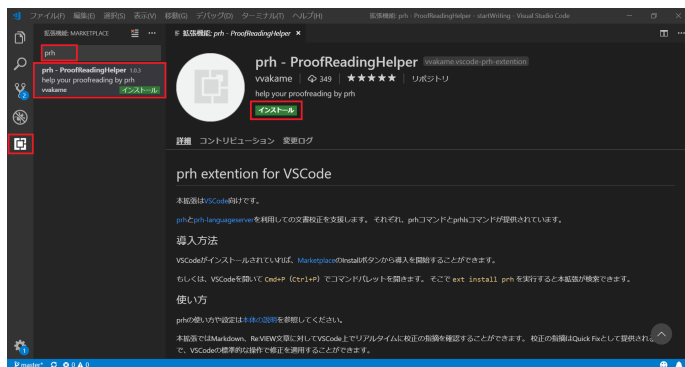 ファイル(F) 編集(E) 選択(S) 表示(V) 移動(G) デバッグ(D) ターミナル(T) ヘルプ(H) 拡張機能: prh - ProofReadingHelper - startWriting - Visual Studio Code
拡張機能: MARKETPLACE
拡張機能: prh - ProofReadingHelper
prh
prh - ProofReadingHelper 1.0.3
help your proofreading by prh
vvakame インストール
prh - ProofReadingHelper vvakame.vscode-prh-extention
vvakame 349 ★★★★★ リポジトリ
help your proofreading by prh
インストール
詳細 コントリビューション 変更ログ
prh extention for VSCode
本拡張はVSCode向けです。
prhとprh-languageserverを利用しての文書校正を支援します。 それぞれ、prhコマンドとprhlsコマンドが提供されています。
導入方法
VSCodeがインストールされていれば、MarketplaceのInstallボタンから導入を開始することができます。
もしくは、VSCodeを開いて Cmd+P (Ctrl+P) でコマンドパレットを開きます。 そこで ext install prh を実行すると本拡張が検索できます。
使い方
prhの使い方や設定は本体の説明を参照してください。
本拡張ではMarkdown、Re:VIEW文章に対してVSCode上でリアルタイムに校正の指摘を確認することができます。 校正の指摘はQuick Fixとして提供されるの
で、VSCodeの標準的な操作で修正を適用することができます。
2
1
master* 0 0